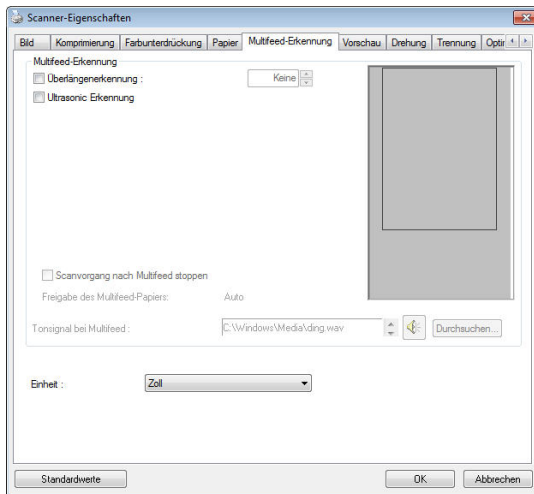 Scanner-Eigenschaften
Bild Komprimierung Farbunterdrückung Papier Multifeed-Erkennung Vorschau Drehung Trennung Optir
Multifeed-Erkennung
Überlängenerkennung : Keine
Ultrasonic Erkennung
Scanvorgang nach Multifeed stoppen
Freigabe des Multifeed-Papiers: Auto
Tonsignal bei Multifeed : C:\Windows\Media\ding.wav Durchsuchen...
Einheit : Zoll
Standardwerte OK Abbrechen